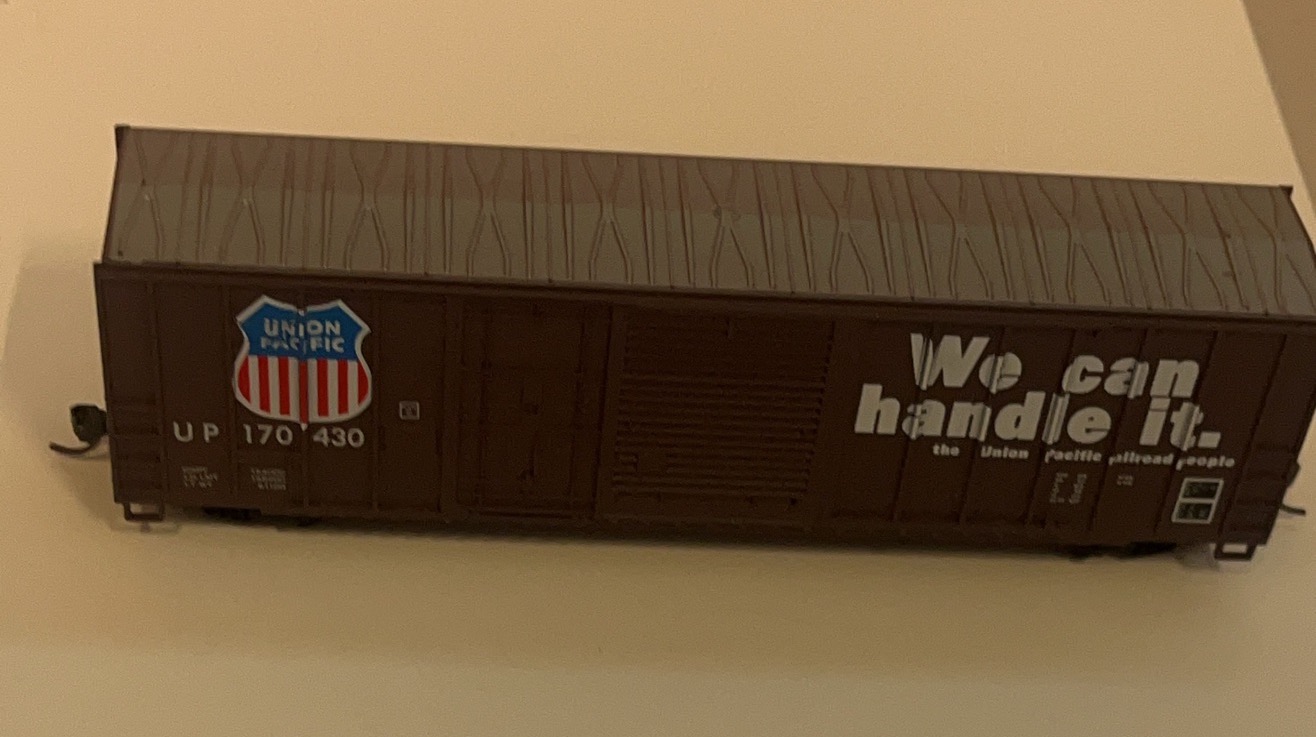 UNION
PACIFIC
UP 170 430
We can
handle it.
the Union Pacific railroad people